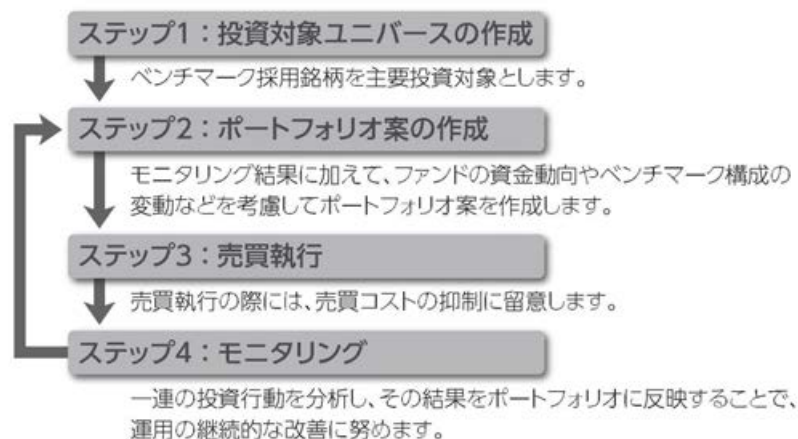 ステップ1：投資対象ユニバースの作成
ベンチマーク採用銘柄を主要投資対象とします。
ステップ2：ポートフォリオ案の作成
モニタリング結果に加えて、ファンドの資金動向やベンチマーク構成の
変動などを考慮してポートフォリオ案を作成します。
ステップ3：売買執行
売買執行の際には、売買コストの抑制に留意します。
ステップ4：モニタリング
一連の投資行動を分析し、その結果をポートフォリオに反映することで、
運用の継続的な改善に努めます。